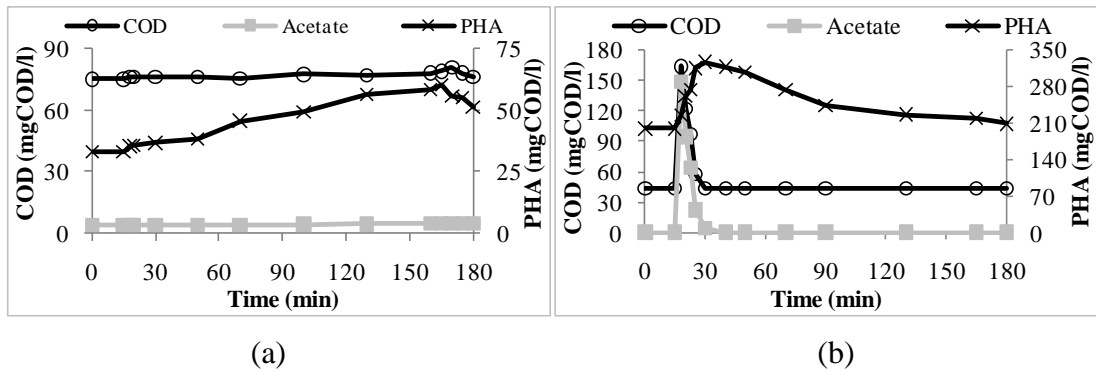 COD Acetate PHA
90
60
30
0
75
50
25
0
COD (mgCOD/l)
PHA (mgCOD/l)
0 30 60 90 120 150 180
Time (min)
(a)
COD Acetate PHA
180
150
120
90
60
30
0
350
280
210
140
70
0
COD (mgCOD/l)
PHA (mgCOD/l)
0 30 60 90 120 150 180
Time (min)
(b)